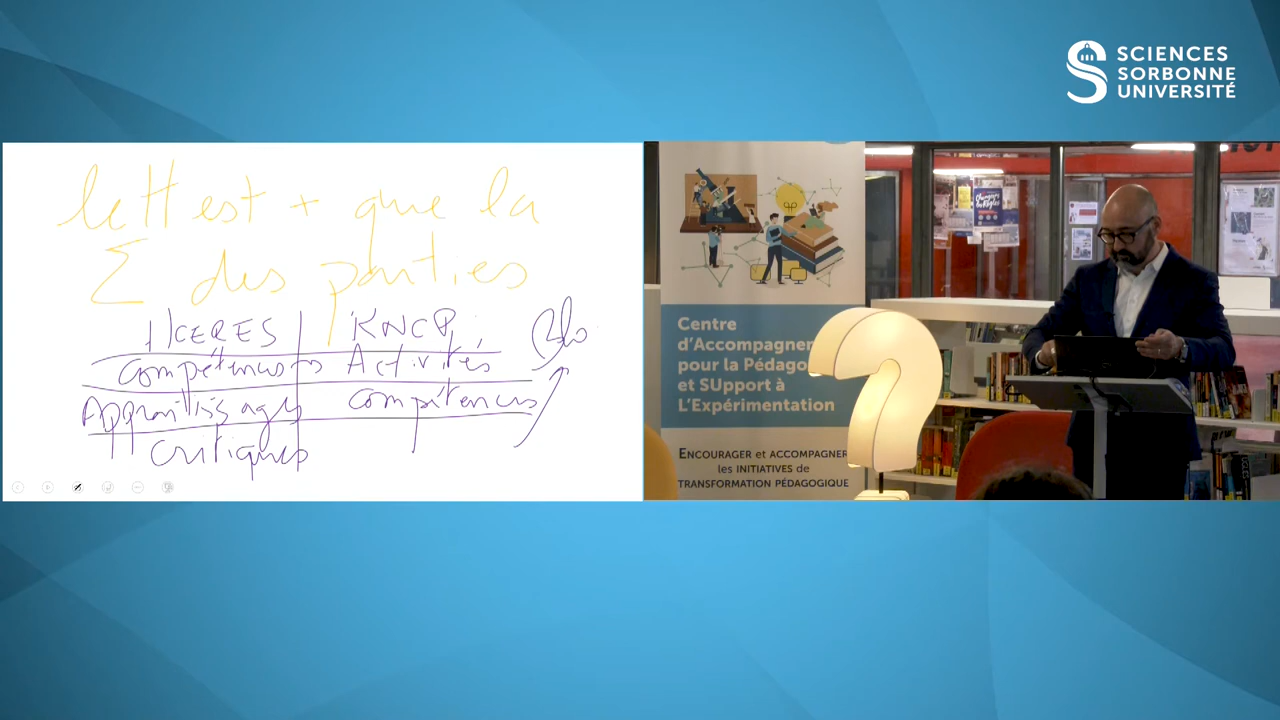 SCIENCES
SORBONNE
UNIVERSITÉ
le tt est + que la
Σ des parties
HCERES RNCP
compétences Activités
Apprentissages compétences
critiques
Centre
d'Accompagnem
pour la Pédago
et SUpport à
L'Expérimentation
ENCOURAGER et ACCOMPAGNER
les INITIATIVES de
TRANSFORMATION PÉDAGOGIQUE